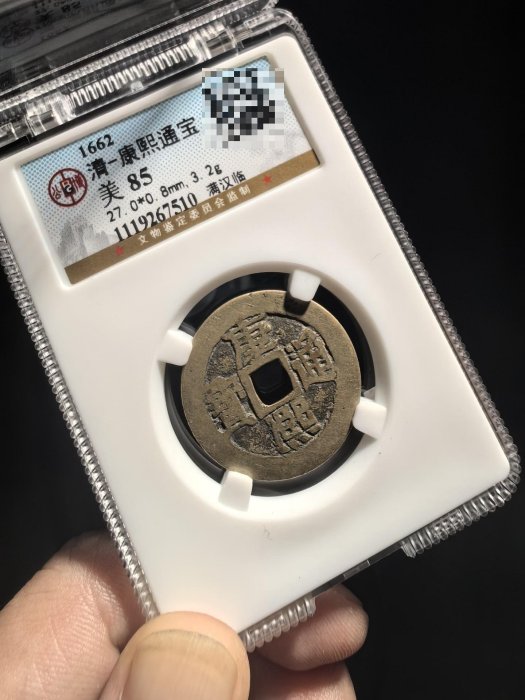 1662
清-康熙通宝
美 85
27.0*0.8mm, 3.2g 满汉临
1119267510
文物鉴定委员会监制
康熙通寶